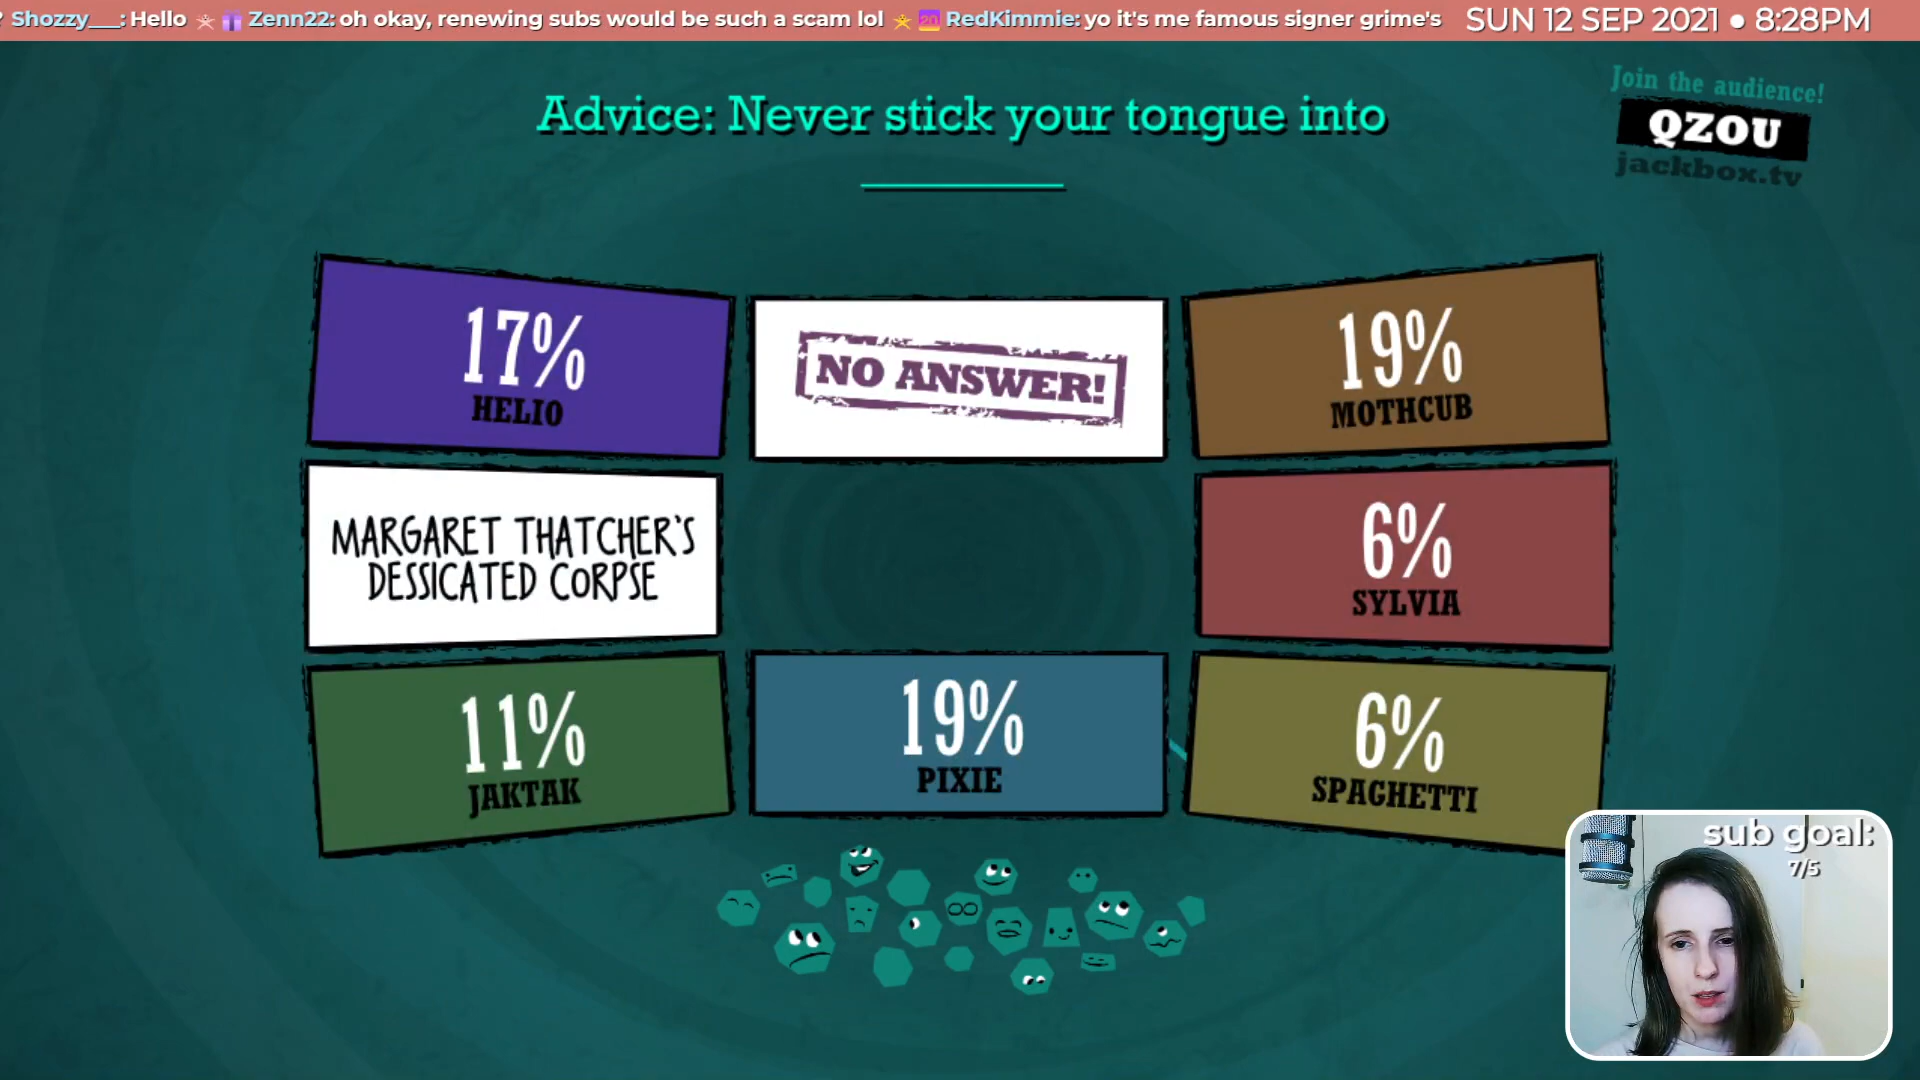 Shozzy___: Hello Zenn22: oh okay, renewing subs would be such a scam lol 20 RedKimmie: yo it's me famous signer grime's
SUN 12 SEP 2021 ● 8:28PM
Join the audience!
QZOU
jackbox.tv
Advice: Never stick your tongue into
17%
HELIO
NO ANSWER!
19%
MOTHCUB
MARGARET THATCHER'S
DESSICATED CORPSE
6%
SYLVIA
11%
JAKTAK
19%
PIXIE
6%
SPAGHETTI
sub goal:
7/5